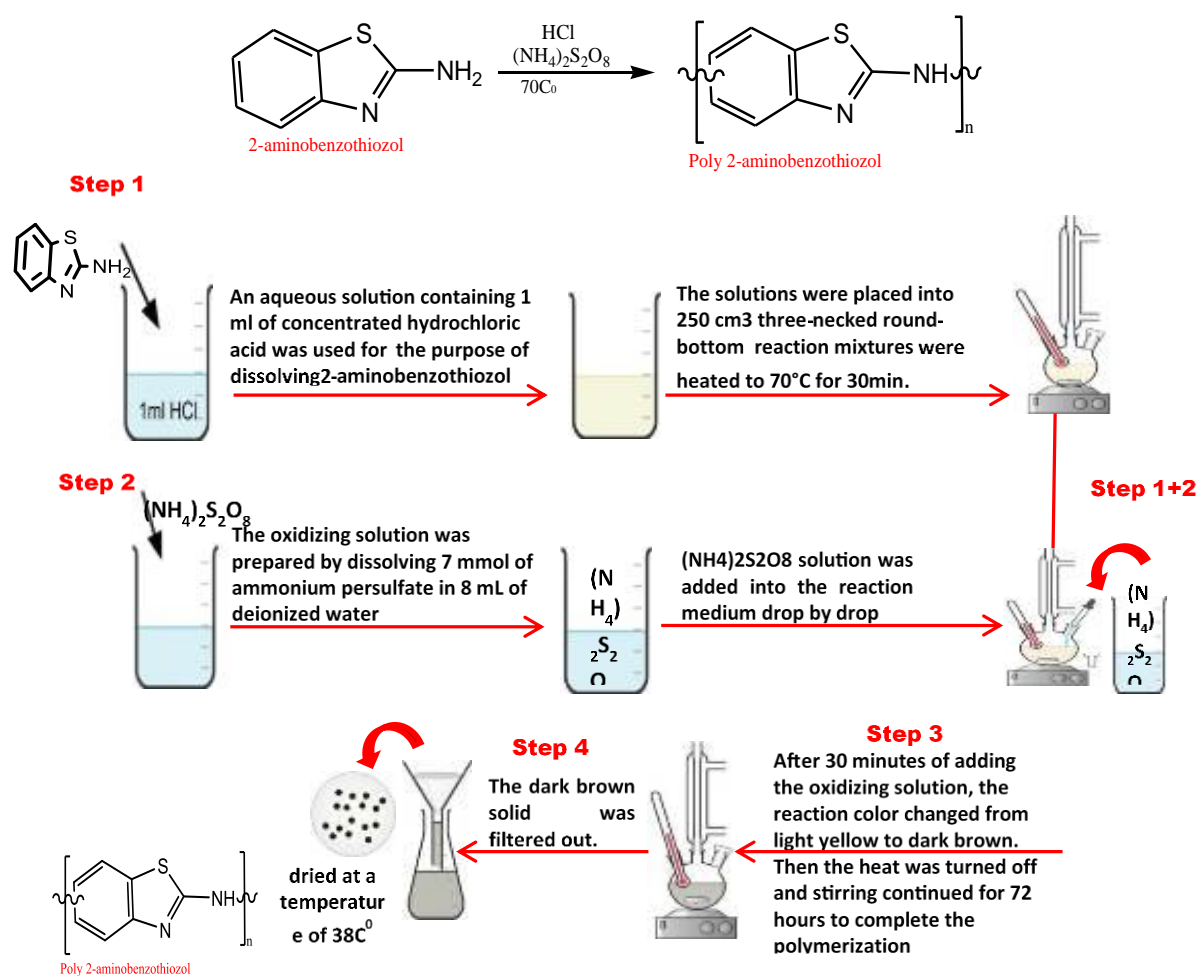 HCl
(NH4)2S2O8
70C0
S
N
NH2
2-aminobenzothiozol
S
N
NH
n
Poly 2-aminobenzothiozol
Step 1
S
N
NH2
1ml HCl.
An aqueous solution containing 1
ml of concentrated hydrochloric
acid was used for the purpose of
dissolving2-aminobenzothiozol
The solutions were placed into
250 cm3 three-necked round-
bottom reaction mixtures were
heated to 70°C for 30min.
Step 2
(NH4)2S2O8
The oxidizing solution was
prepared by dissolving 7 mmol of
ammonium persulfate in 8 mL of
deionized water
(N
H4)
2S2
O
(NH4)2S2O8 solution was
added into the reaction
medium drop by drop
Step 1+2
(N
H4)
2S2
O
Step 3
After 30 minutes of adding
the oxidizing solution, the
reaction color changed from
light yellow to dark brown.
Then the heat was turned off
and stirring continued for 72
hours to complete the
polymerization
Step 4
The dark brown
solid was
filtered out.
dried at a
temperatur
e of 38C0
S
N
NH
n
Poly 2-aminobenzothiozol